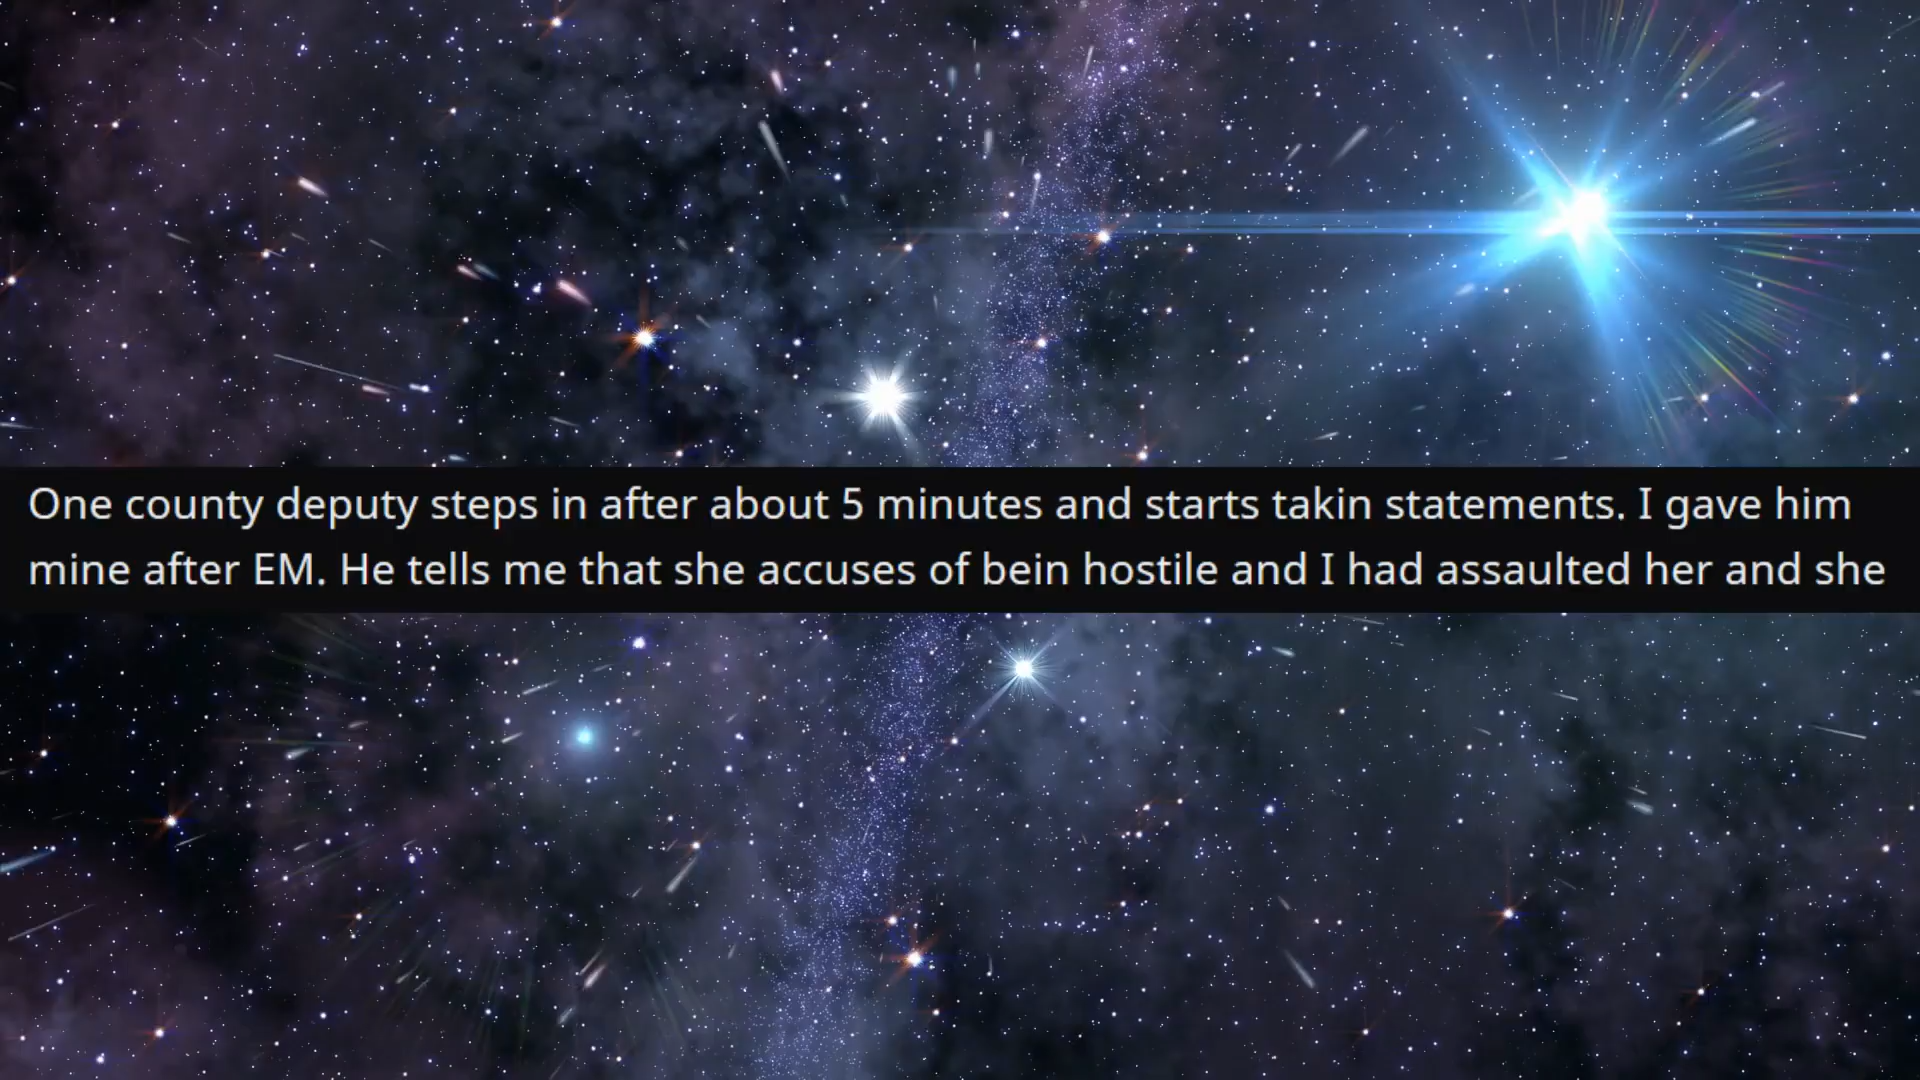 One county deputy steps in after about 5 minutes and starts takin statements. I gave him
mine after EM. He tells me that she accuses of bein hostile and I had assaulted her and she